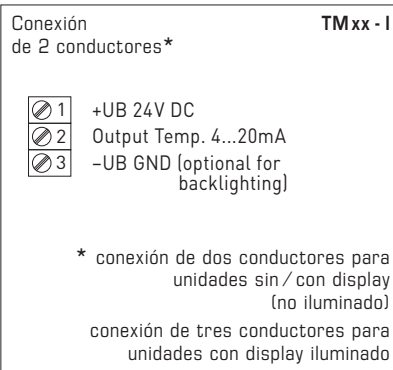 Conexión TM xx - I
de 2 conductores*
1 +UB 24V DC
2 Output Temp. 4...20mA
3 –UB GND (optional for
backlighting)
* conexión de dos conductores para
unidades sin / con display
(no iluminado)
conexión de tres conductores para
unidades con display iluminado